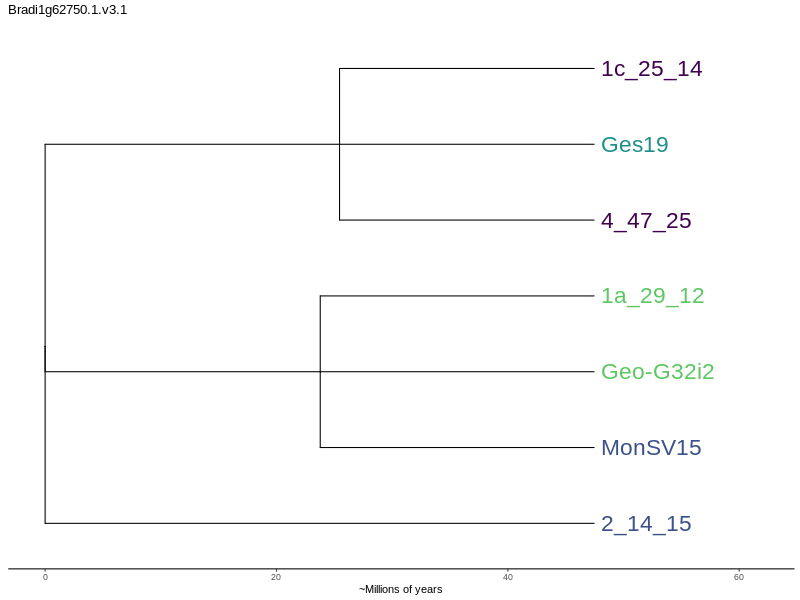 Bradi1g62750.1.v3.1
1c_25_14
Ges19
4_47_25
1a_29_12
Geo-G32i2
MonSV15
2_14_15
0 20 40 60
~Millions of years